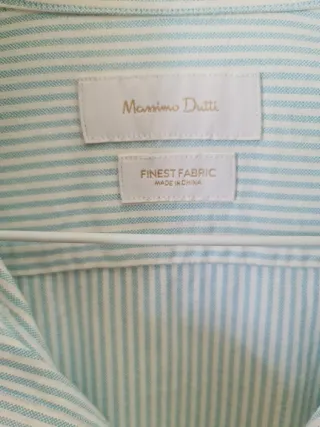 Massimo Dutti
FINEST FABRIC
MADE IN CHINA